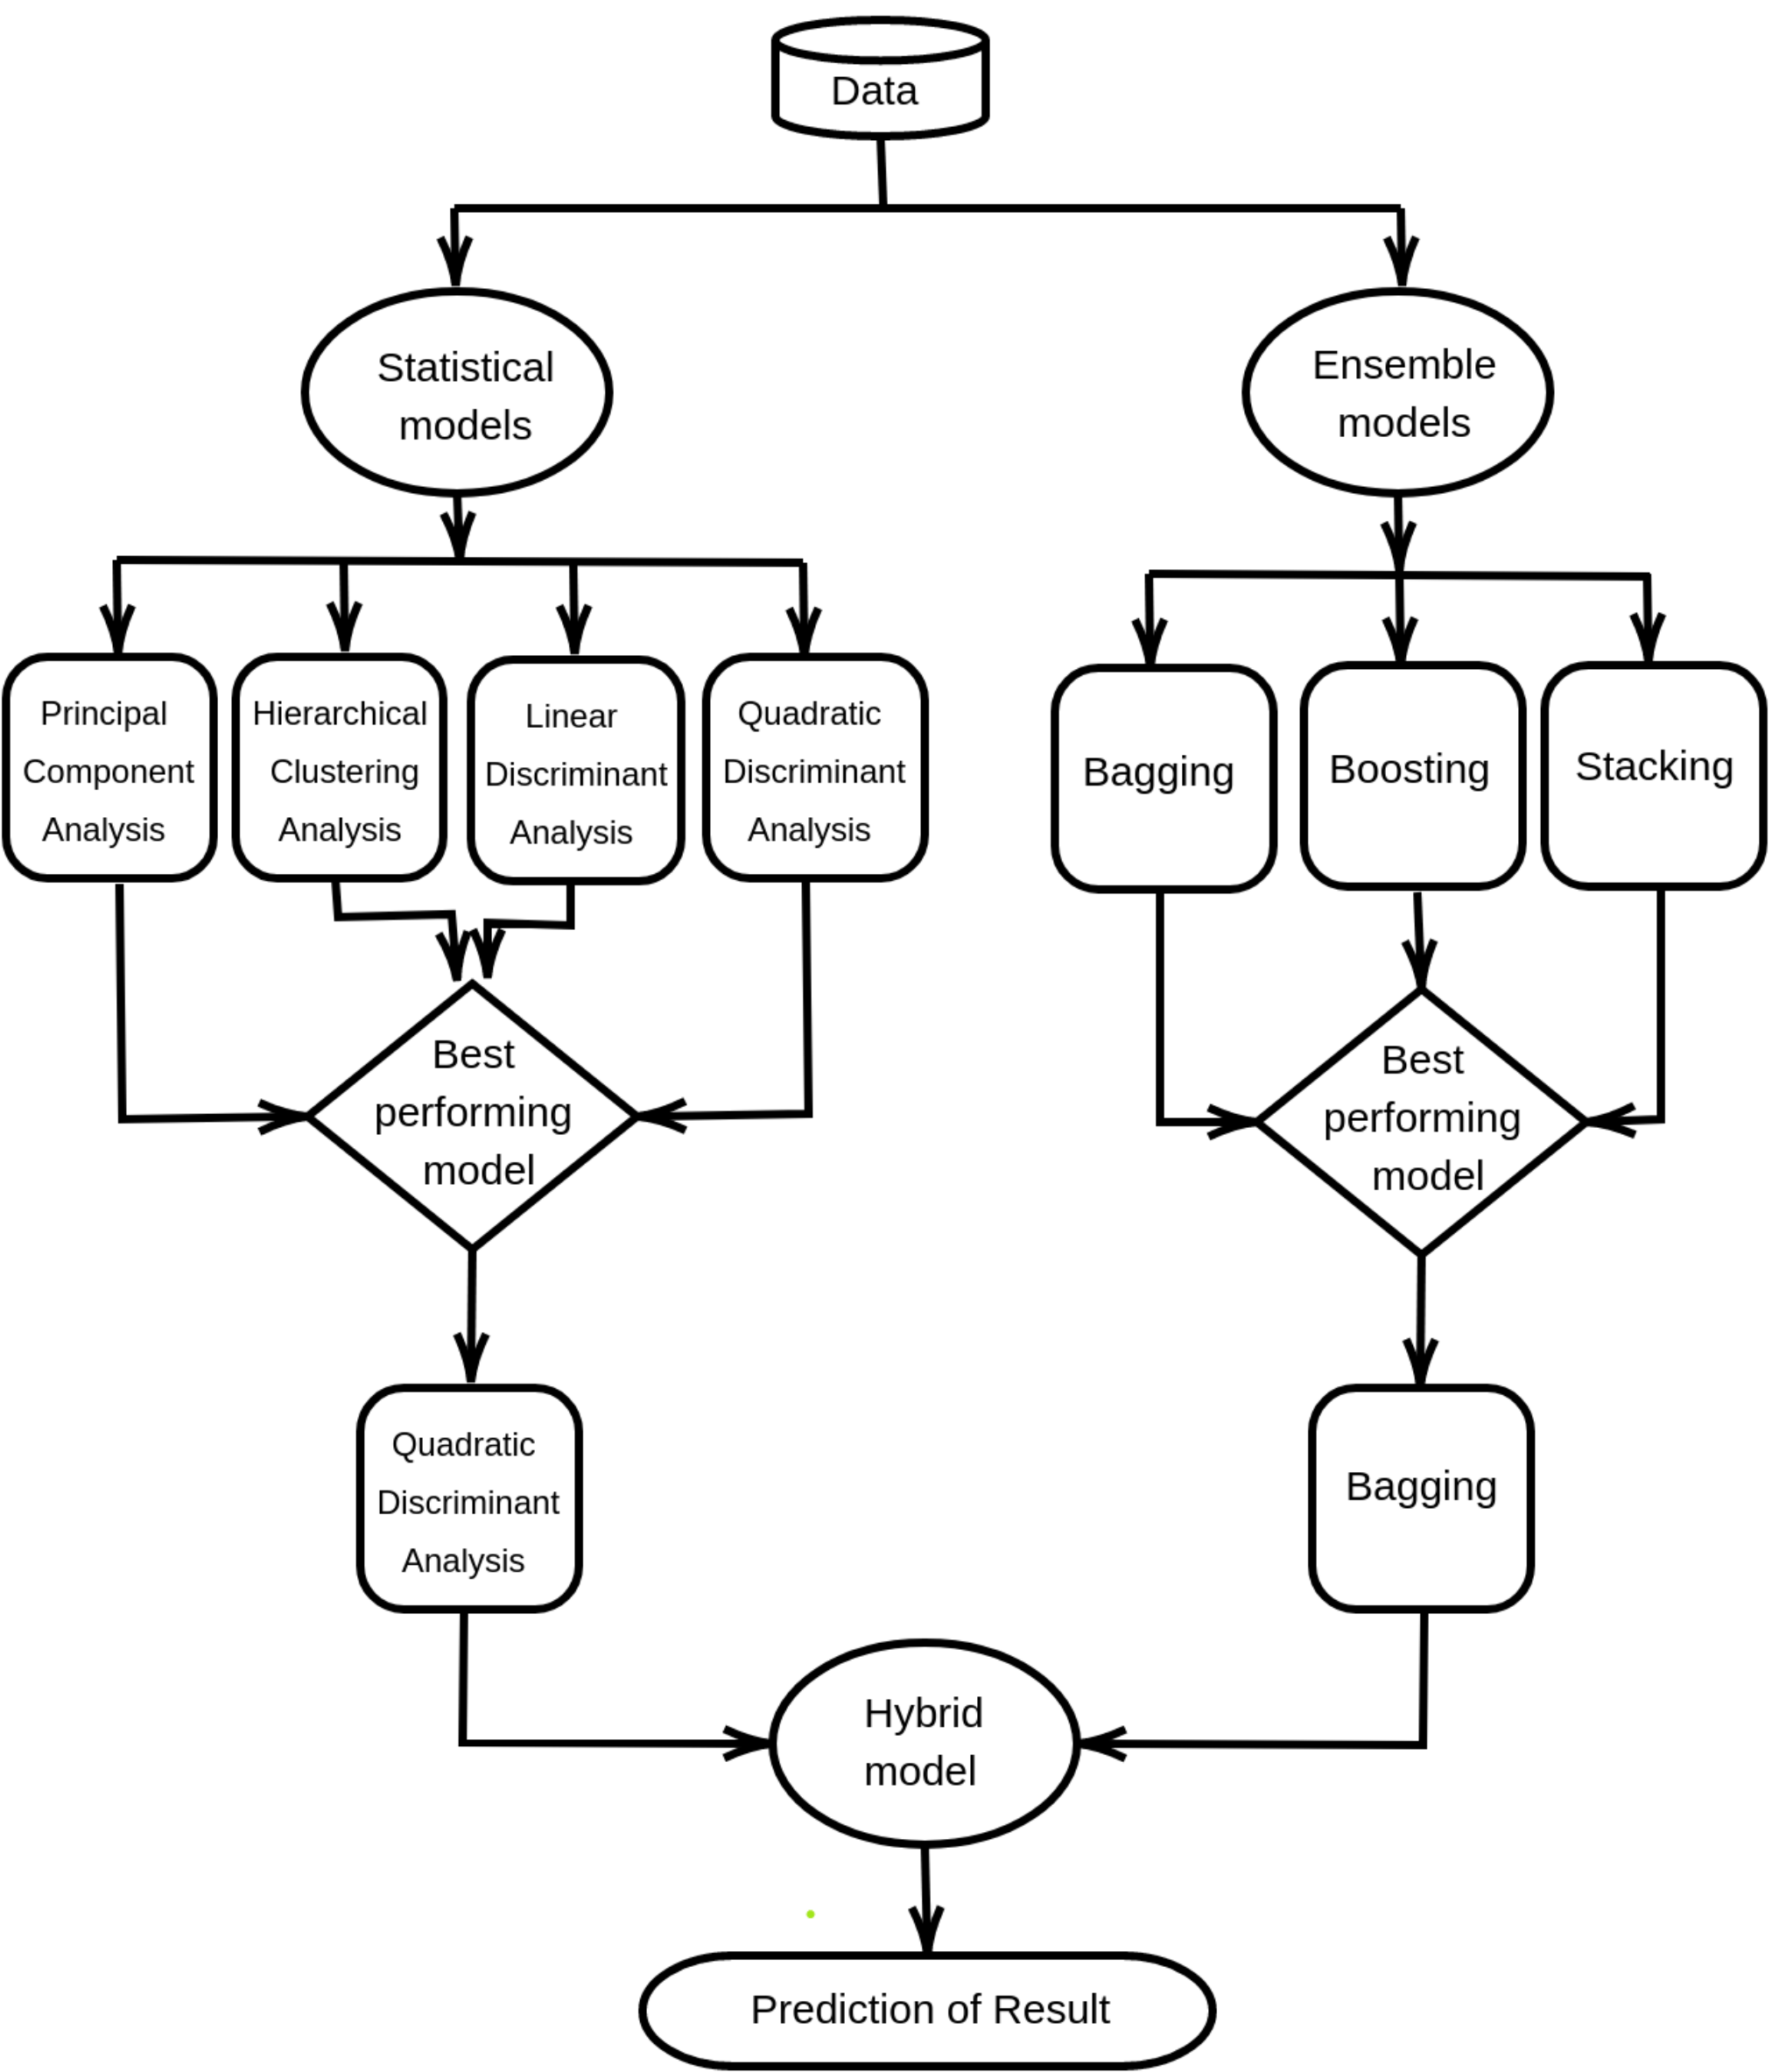 Data
Statistical
models
Ensemble
models
Principal
Component
Analysis
Hierarchical
Clustering
Analysis
Linear
Discriminant
Analysis
Quadratic
Discriminant
Analysis
Bagging
Boosting
Stacking
Best
performing
model
Best
performing
model
Quadratic
Discriminant
Analysis
Bagging
Hybrid
model
Prediction of Result